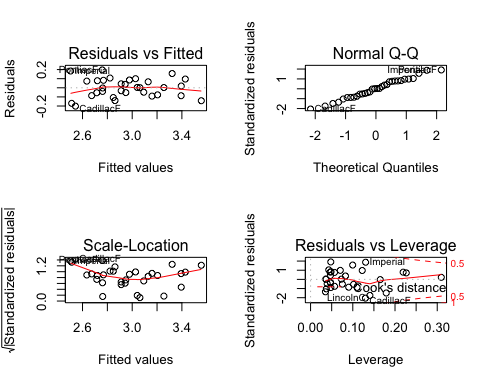 Residuals vs Fitted
Residuals
0.2
-0.2
Imperial
CadillacF
2.6 3.0 3.4
Fitted values
Normal Q-Q
Standardized residuals
1
-2
Imperial
CadillacF
-2 -1 0 1 2
Theoretical Quantiles
Scale-Location
√|Standardized residuals|
1.2
0.0
CadillacF
2.6 3.0 3.4
Fitted values
Residuals vs Leverage
Standardized residuals
1
-2
Imperial
Cook's distance
LincolnC
CadillacF
0.5
0.5
1
0.00 0.10 0.20 0.30
Leverage